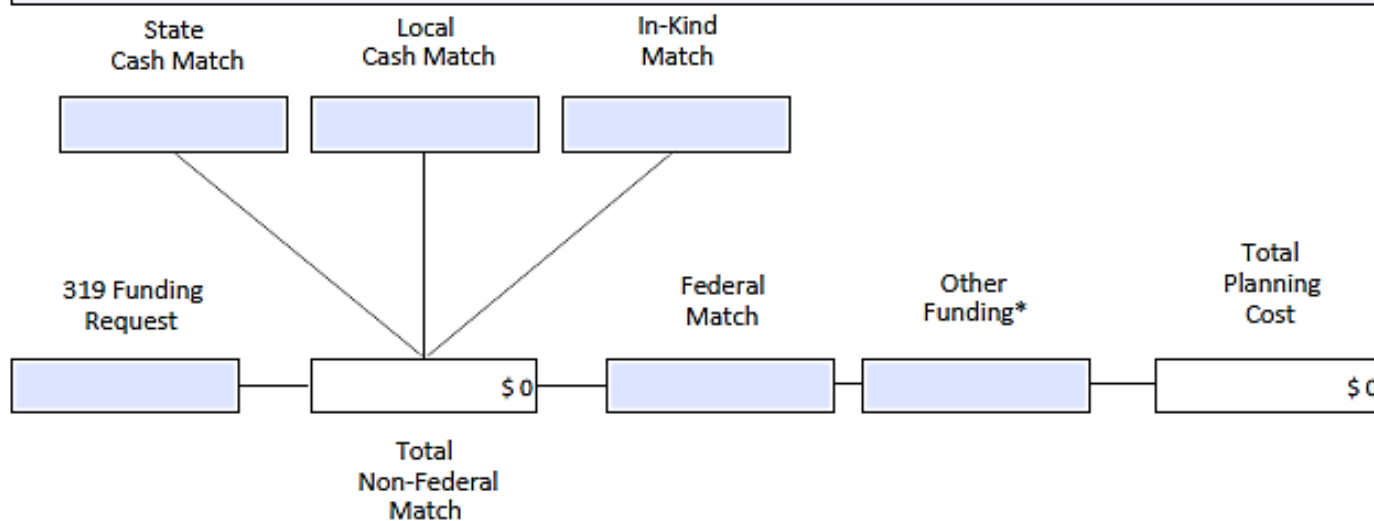 State
Cash Match
Local
Cash Match
In-Kind
Match
319 Funding
Request
Federal
Match
Other
Funding*
Total
Planning
Cost
$ 0
$ 0
Total
Non-Federal
Match